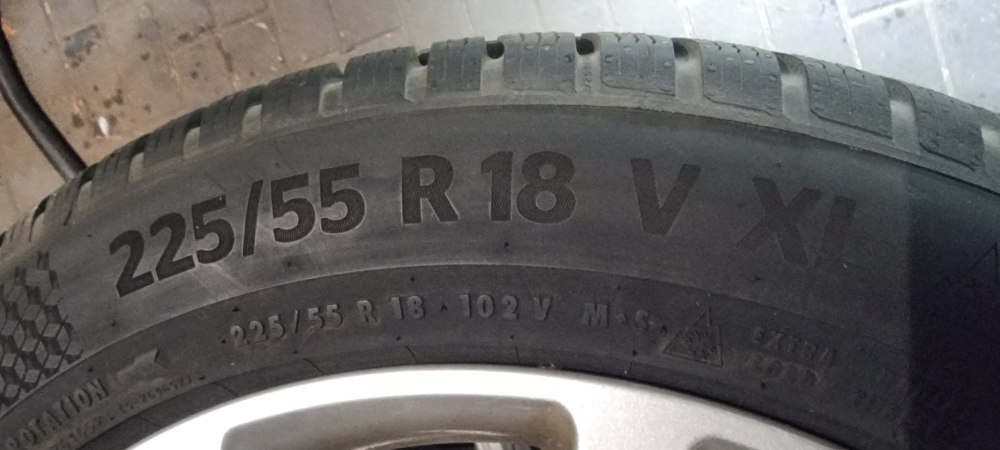 225/55 R 18 V XL
225/55 R 18 · 102 V M·S EXTRA
LOAD
ROTATION